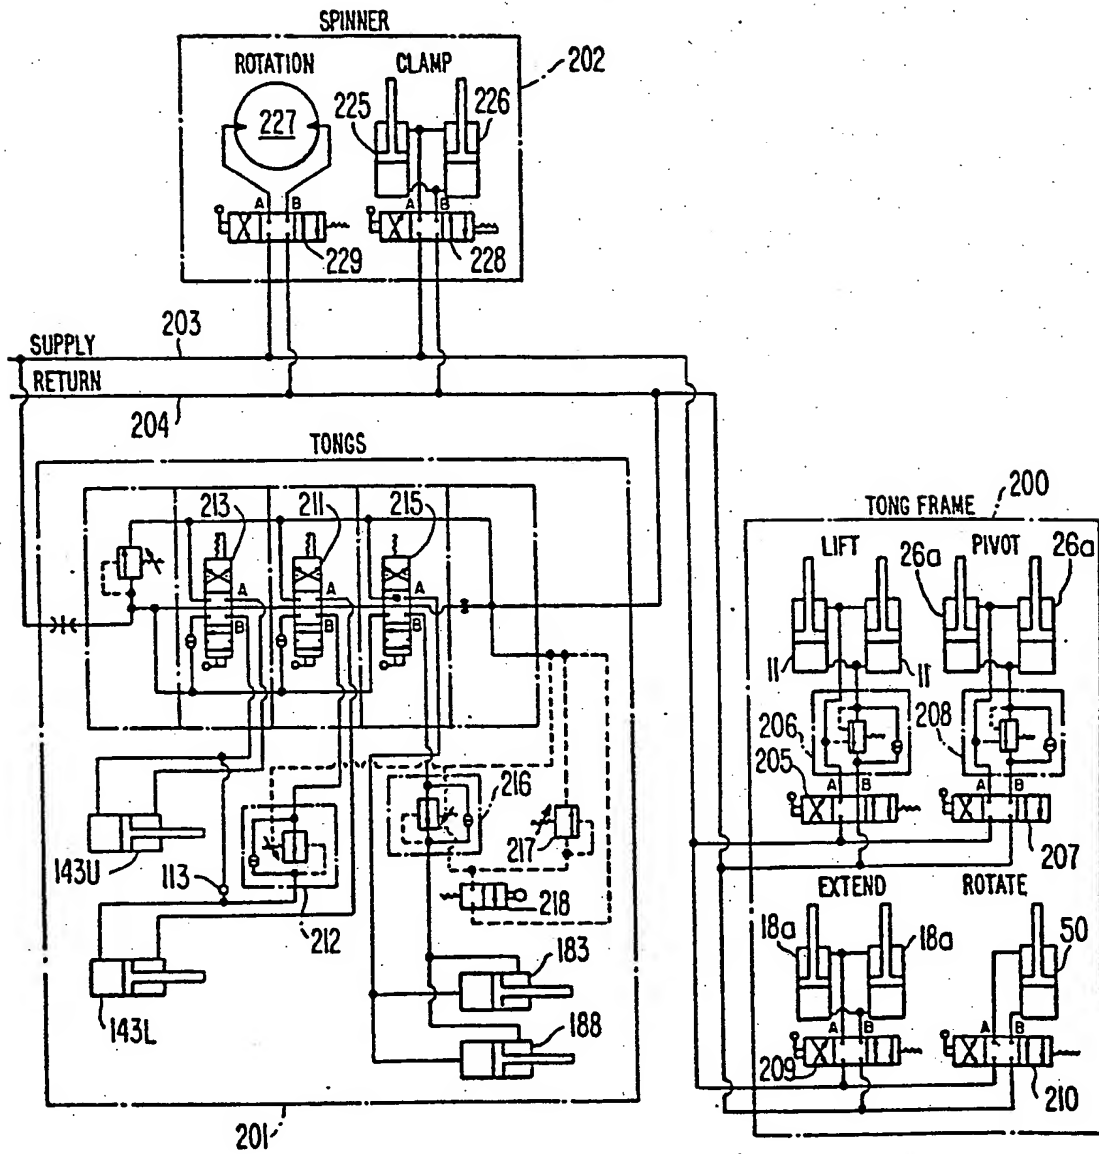 SPINNER
ROTATION
CLAMP
202
225
226
227
A
B
A
B
229
228
203
SUPPLY
RETURN
204
TONGS
213
211
215
A
A
A
B
B
B
143U
113
143L
212
216
217
218
183
188
201
200
TONG FRAME
LIFT
PIVOT
26a
26a
11
11
206
208
205
A
B
A
B
207
EXTEND
ROTATE
18a
18a
50
A
B
A
B
209
210